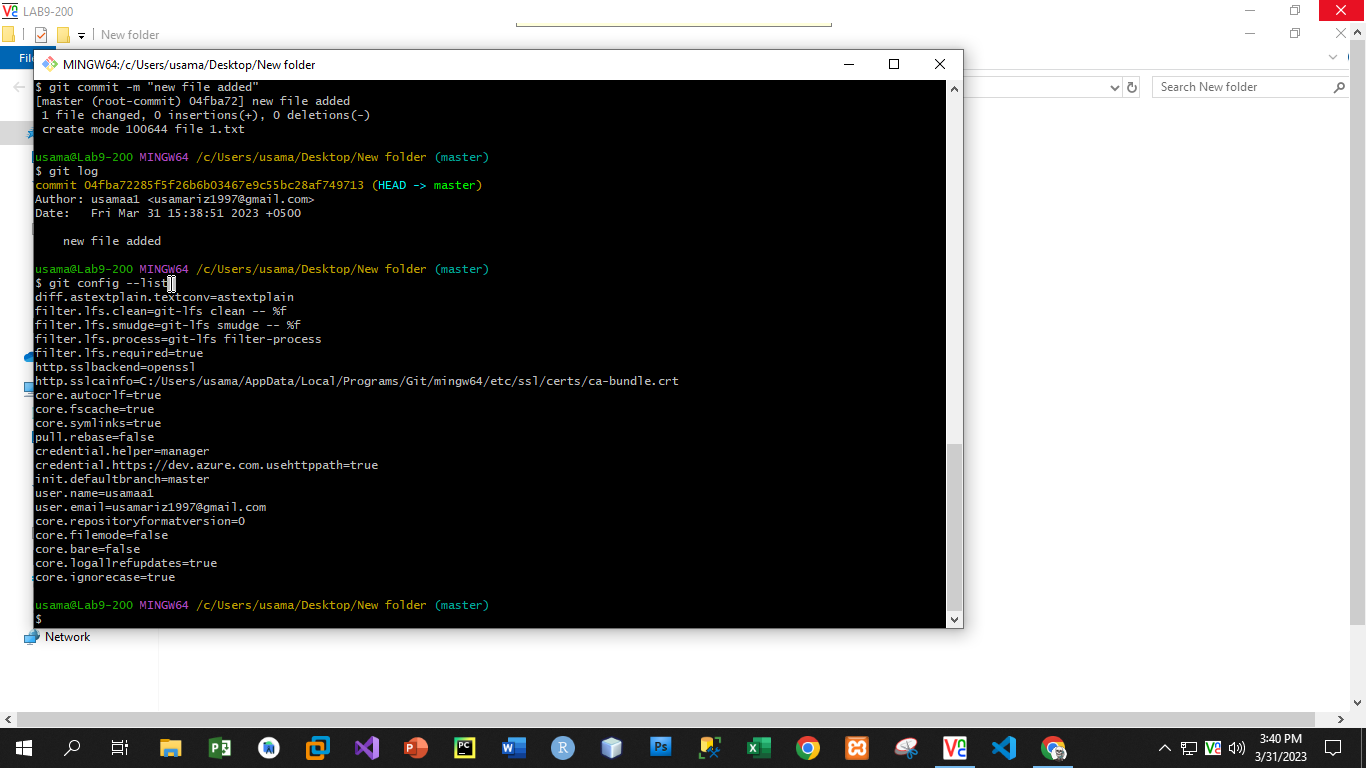 LAB9-200
New folder
Fil
MINGW64:/c/Users/usama/Desktop/New folder
Search New folder
$ git commit -m "new file added"
[master (root-commit) 04fba72] new file added
 1 file changed, 0 insertions(+), 0 deletions(-)
 create mode 100644 file 1.txt
usama@Lab9-200 MINGW64 /c/Users/usama/Desktop/New folder (master)
$ git log
commit 04fba72285f5f26b6b03467e9c55bc28af749713 (HEAD -> master)
Author: usamaa1 <usamariz1997@gmail.com>
Date:   Fri Mar 31 15:38:51 2023 +0500
    new file added
usama@Lab9-200 MINGW64 /c/Users/usama/Desktop/New folder (master)
$ git config --list
diff.astextplain.textconv=astextplain
filter.lfs.clean=git-lfs clean -- %f
filter.lfs.smudge=git-lfs smudge -- %f
filter.lfs.process=git-lfs filter-process
filter.lfs.required=true
http.sslbackend=openssl
http.sslcainfo=C:/Users/usama/AppData/Local/Programs/Git/mingw64/etc/ssl/certs/ca-bundle.crt
core.autocrlf=true
core.fscache=true
core.symlinks=true
pull.rebase=false
credential.helper=manager
credential.https://dev.azure.com.usehttppath=true
init.defaultbranch=master
user.name=usamaa1
user.email=usamariz1997@gmail.com
core.repositoryformatversion=0
core.filemode=false
core.bare=false
core.logallrefupdates=true
core.ignorecase=true
usama@Lab9-200 MINGW64 /c/Users/usama/Desktop/New folder (master)
$
Network
3:40 PM
3/31/2023